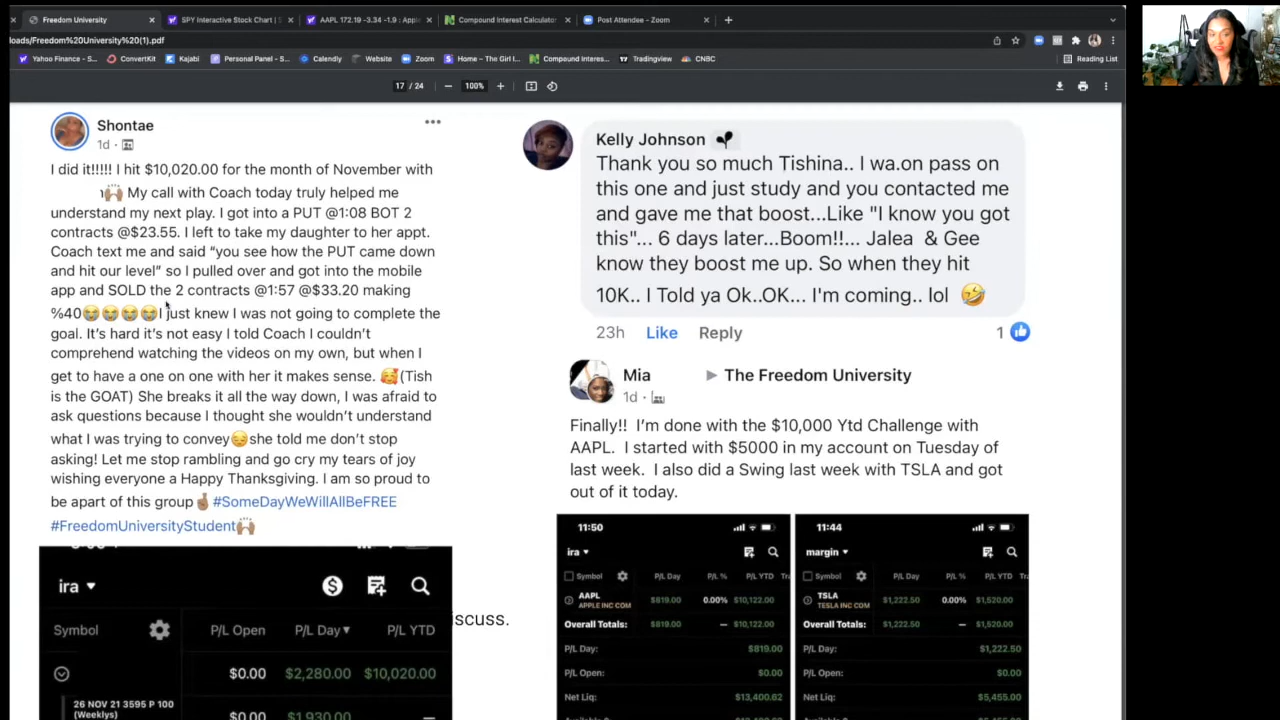 Freedom University
SPY Interactive Stock Chart | S
AAPL 172.19 -3.34 -1.9 : Apple
Compound Interest Calculator
Post Attendee - Zoom
loads/Freedom%20University%20(1).pdf
Yahoo Finance - S...
ConvertKit
Kajabi
Personal Panel - S...
Calendly
Website
Zoom
Home – The Girl I...
Compound Interes...
Tradingview
CNBC
Reading List
17 / 24
100%
Shontae
1d
I did it!!!!! I hit $10,020.00 for the month of November with
🙌🏽 My call with Coach today truly helped me
understand my next play. I got into a PUT @1:08 BOT 2
contracts @$23.55. I left to take my daughter to her appt.
Coach text me and said “you see how the PUT came down
and hit our level” so I pulled over and got into the mobile
app and SOLD the 2 contracts @1:57 @$33.20 making
%40😭😭😭😭I just knew I was not going to complete the
goal. It’s hard it’s not easy I told Coach I couldn’t
comprehend watching the videos on my own, but when I
get to have a one on one with her it makes sense. 🥰(Tish
is the GOAT) She breaks it all the way down, I was afraid to
ask questions because I thought she wouldn’t understand
what I was trying to convey😔she told me don’t stop
asking! Let me stop rambling and go cry my tears of joy
wishing everyone a Happy Thanksgiving. I am so proud to
be apart of this group🤞🏽#SomeDayWeWillAllBeFREE
#FreedomUniversityStudent🙌🏽
ira
Symbol
P/L Open
P/L Day
P/L YTD
$0.00
$2,280.00
$10,020.00
26 NOV 21 3595 P 100
(Weeklys)
$0.00
$1,930.00
iscuss.
Kelly Johnson
Thank you so much Tishina.. I wa.on pass on
this one and just study and you contacted me
and gave me that boost...Like "I know you got
this"... 6 days later...Boom!!... Jalea & Gee
know they boost me up. So when they hit
10K.. I Told ya Ok..OK... I'm coming.. lol 🤣
23h
Like
Reply
1
Mia
The Freedom University
1d
Finally!! I’m done with the $10,000 Ytd Challenge with
AAPL. I started with $5000 in my account on Tuesday of
last week. I also did a Swing last week with TSLA and got
out of it today.
11:50
ira
Symbol
P/L Day
P/L %
P/L YTD
AAPL
APPLE INC COM
$819.00
0.00%
$10,122.00
Overall Totals:
$819.00
$10,122.00
P/L Day:
$819.00
P/L Open:
$0.00
Net Liq:
$13,400.62
11:44
margin
Symbol
P/L Day
P/L %
P/L YTD
TSLA
TESLA INC COM
$1,222.50
0.00%
$1,520.00
Overall Totals:
$1,222.50
$1,520.00
P/L Day:
$1,222.50
P/L Open:
$0.00
Net Liq:
$5,455.00